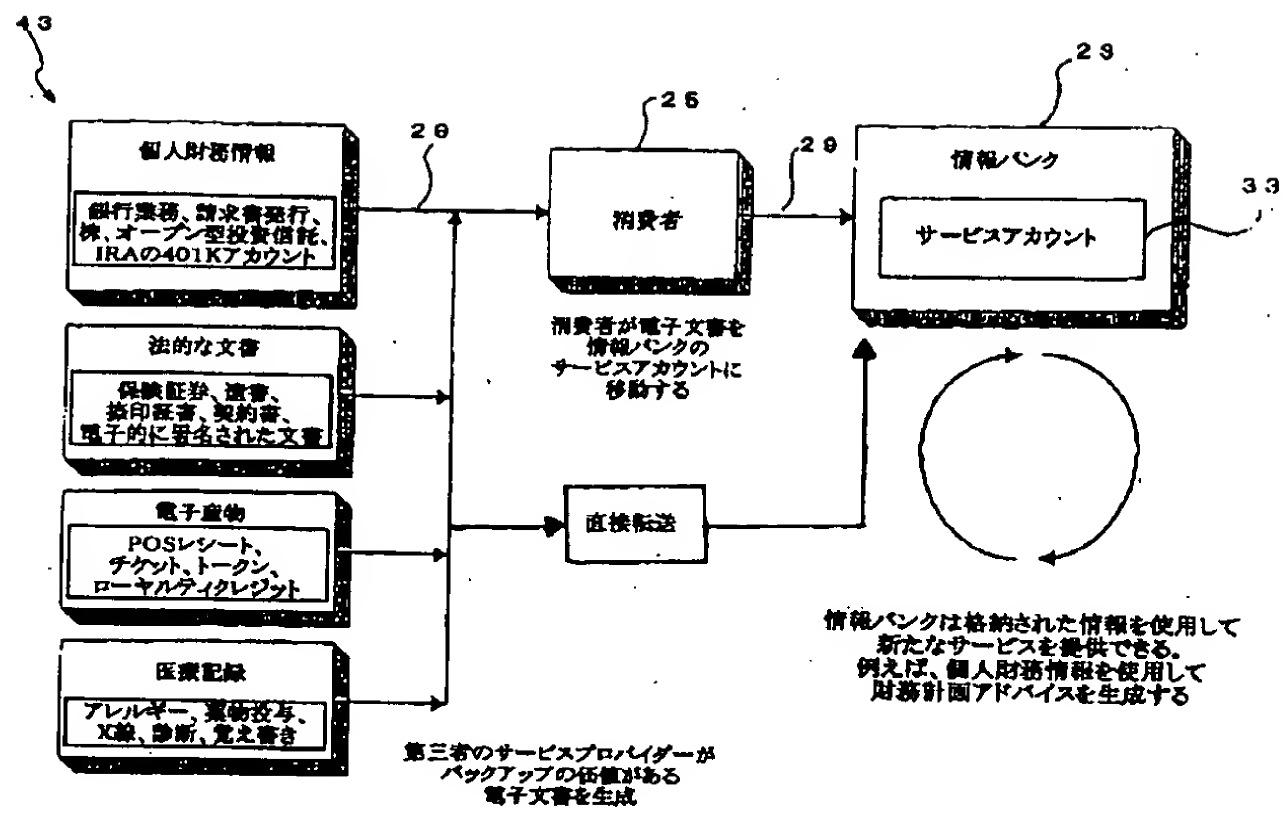 43
個人財務情報
銀行業務、請求書発行、
株、オープン型投資信託、
IRAの401Kアカウント
法的な文書
保険証券、遺書、
捺印証書、契約書、
電子的に署名された文書
電子産物
POSレシート、
チケット、トークン、
ローヤルティクレジット
医療記録
アレルギー、薬物投与、
X線、診断、覚え書き
第三者のサービスプロバイダーが
バックアップの価値がある
電子文書を生成
25
消費者
消費者が電子文書を
情報バンクの
サービスアカウントに
移動する
直接転送
29
23
情報バンク
サービスアカウント
33
情報バンクは格納された情報を使用して
新たなサービスを提供できる。
例えば、個人財務情報を使用して
財務計画アドバイスを生成する